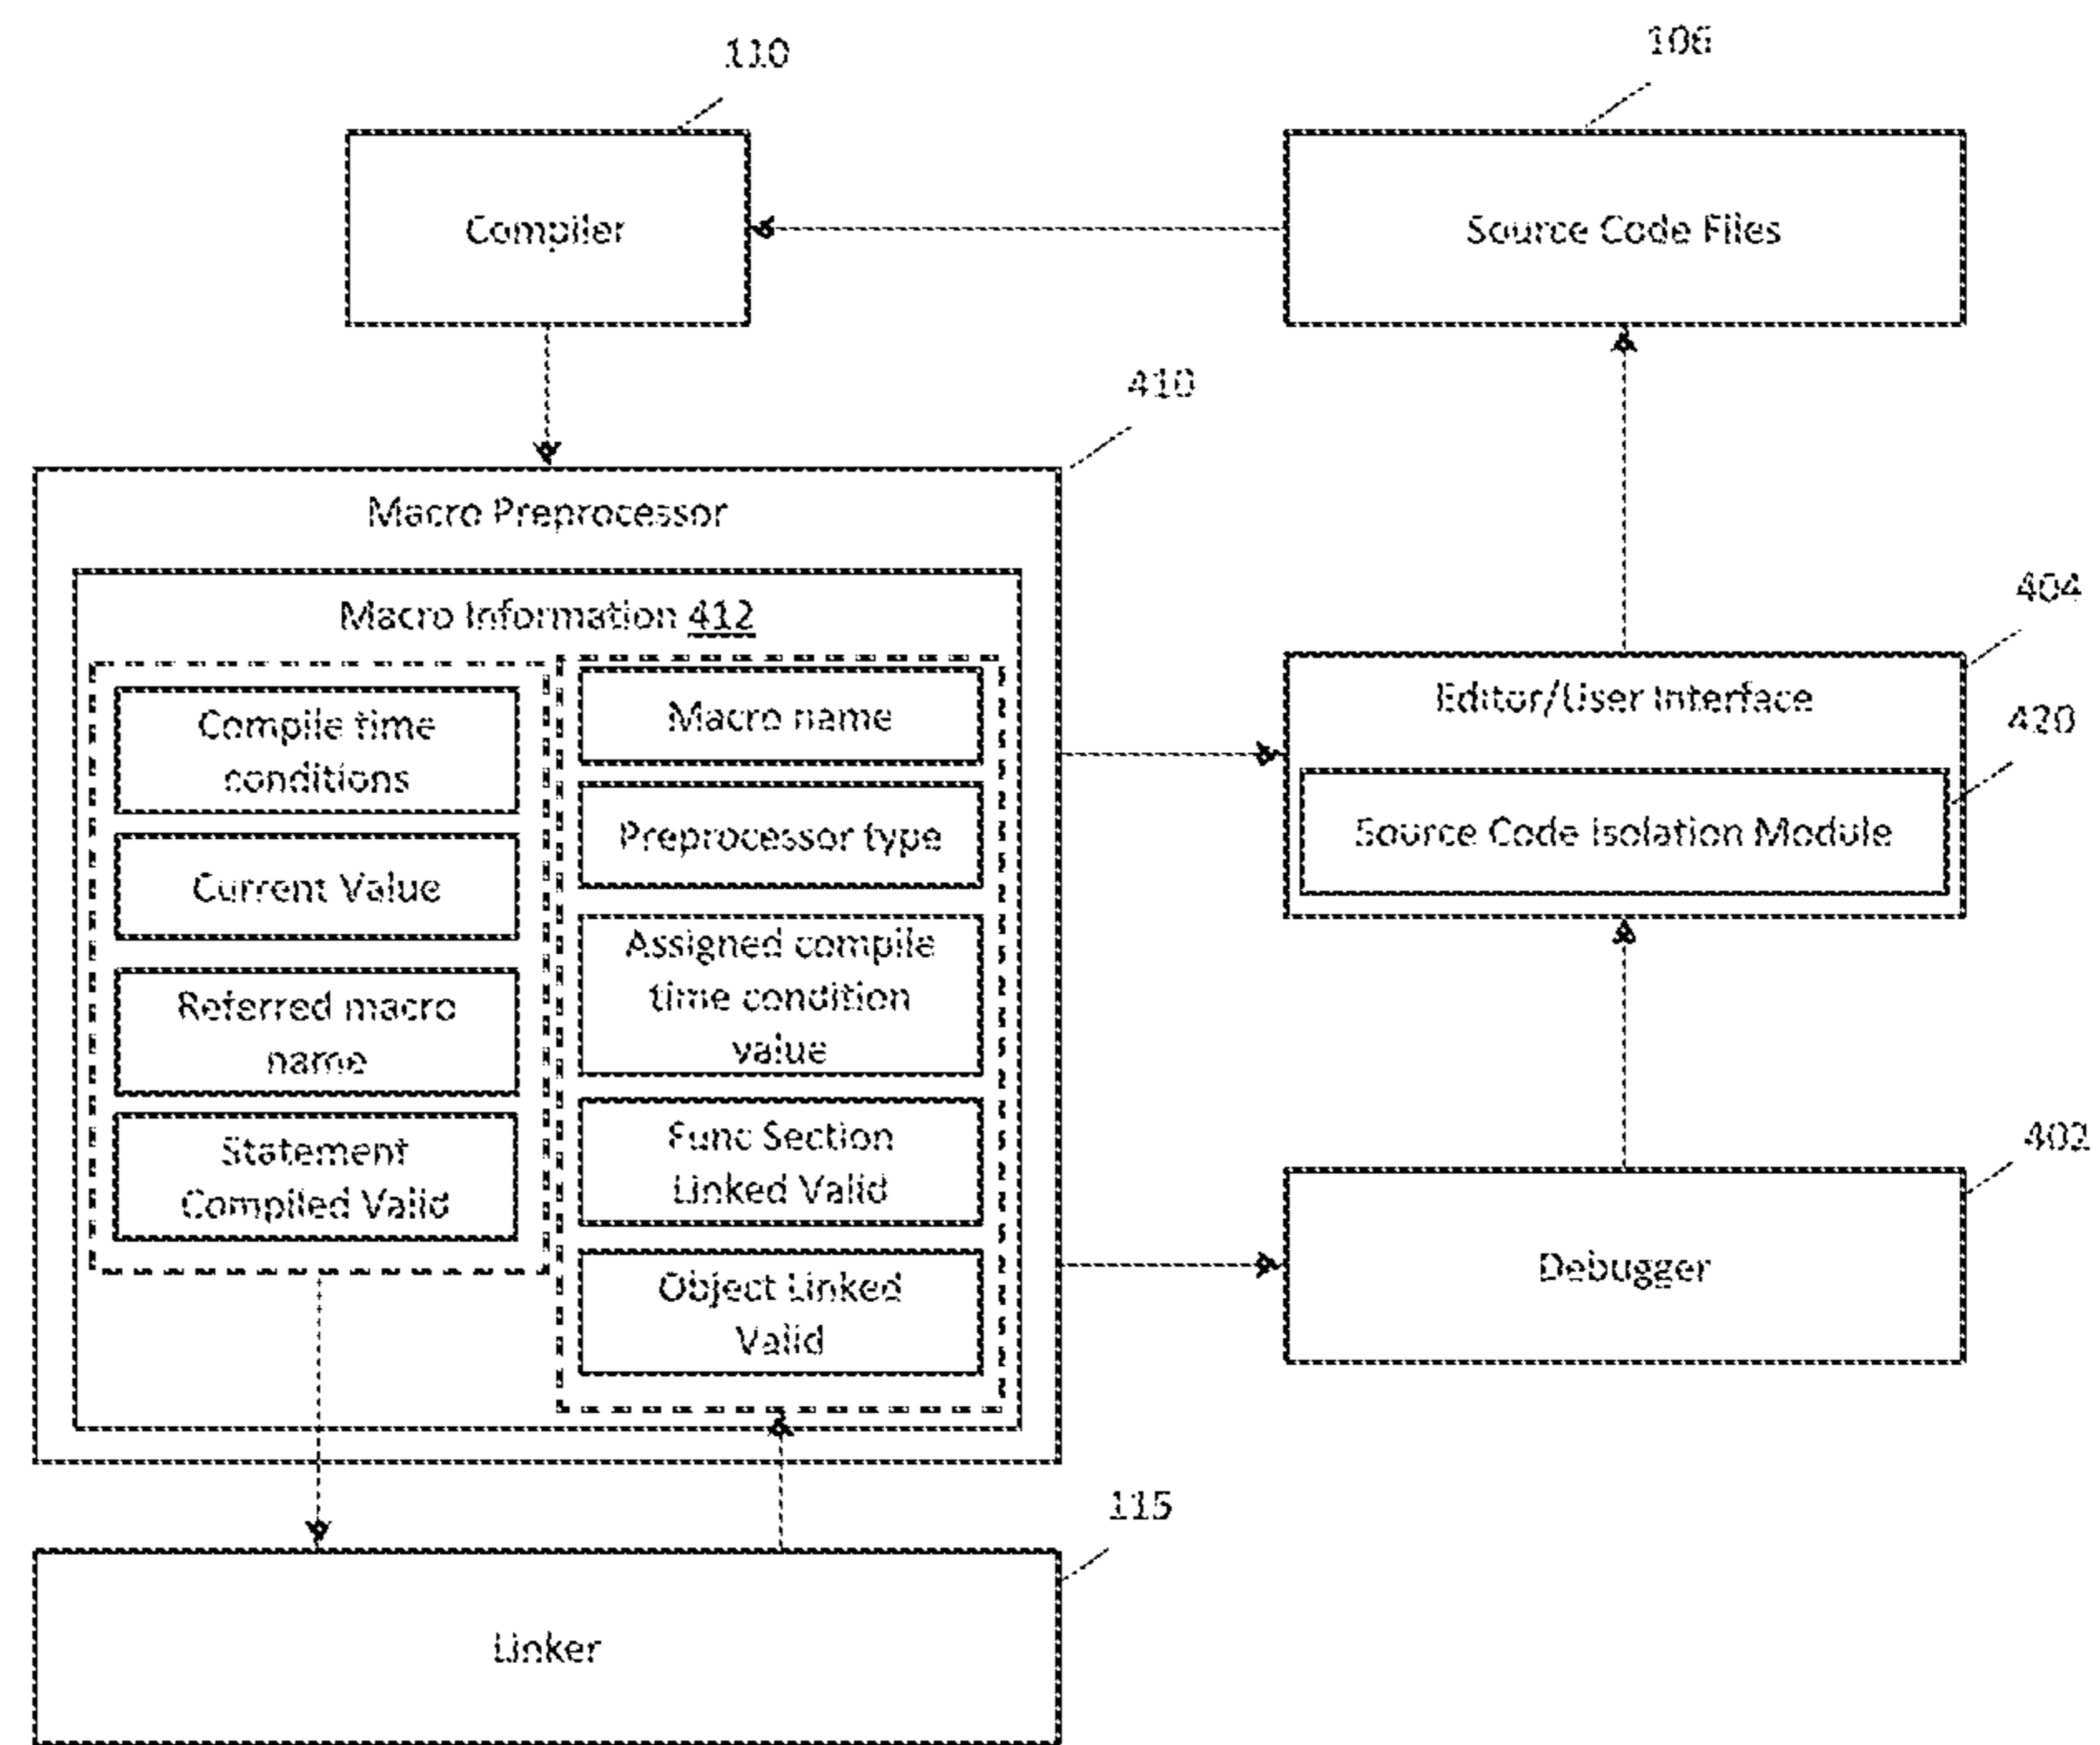 110
106
Compiler
Source Code Files
410
Macro Preprocessor
Macro Information 412
Compile time
conditions
Current Value
Referred macro
name
Statement
Compiled Valid
Macro name
Preprocessor type
Assigned compile
time condition
value
Func Section
Linked Valid
Object Linked
Valid
404
Editor/User Interface
420
Source Code Isolation Module
402
Debugger
115
Linker